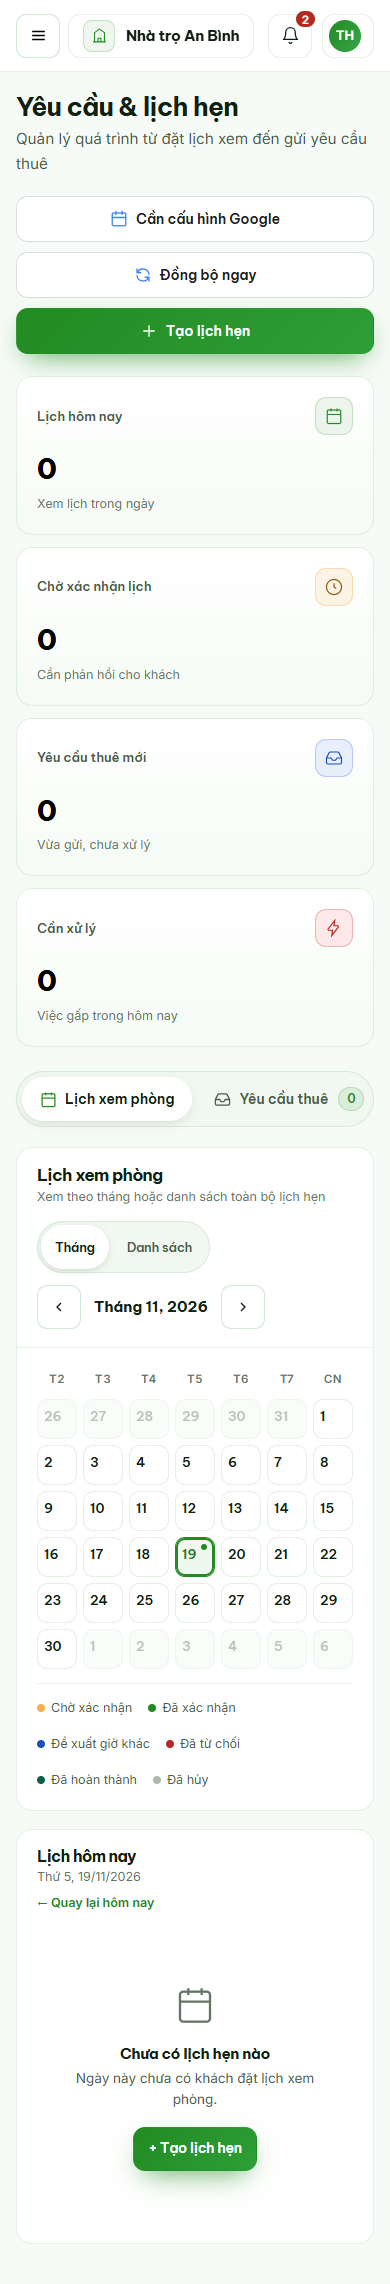 Nhà trọ An Bình
2
TH
Yêu cầu & lịch hẹn
Quản lý quá trình từ đặt lịch xem đến gửi yêu cầu
thuê
Cần cấu hình Google
Đồng bộ ngay
Tạo lịch hẹn
Lịch hôm nay
0
Xem lịch trong ngày
Chờ xác nhận lịch
0
Cần phản hồi cho khách
Yêu cầu thuê mới
0
Vừa gửi, chưa xử lý
Cần xử lý
0
Việc gấp trong hôm nay
Lịch xem phòng
Yêu cầu thuê 0
Lịch xem phòng
Xem theo tháng hoặc danh sách toàn bộ lịch hẹn
Tháng Danh sách
Tháng 11, 2026
T2 T3 T4 T5 T6 T7 CN
26 27 28 29 30 31 1
2 3 4 5 6 7 8
9 10 11 12 13 14 15
16 17 18 19 20 21 22
23 24 25 26 27 28 29
30 1 2 3 4 5 6
Chờ xác nhận Đã xác nhận
Đề xuất giờ khác Đã từ chối
Đã hoàn thành Đã hủy
Lịch hôm nay
Thứ 5, 19/11/2026
← Quay lại hôm nay
Chưa có lịch hẹn nào
Ngày này chưa có khách đặt lịch xem
phòng.
+ Tạo lịch hẹn